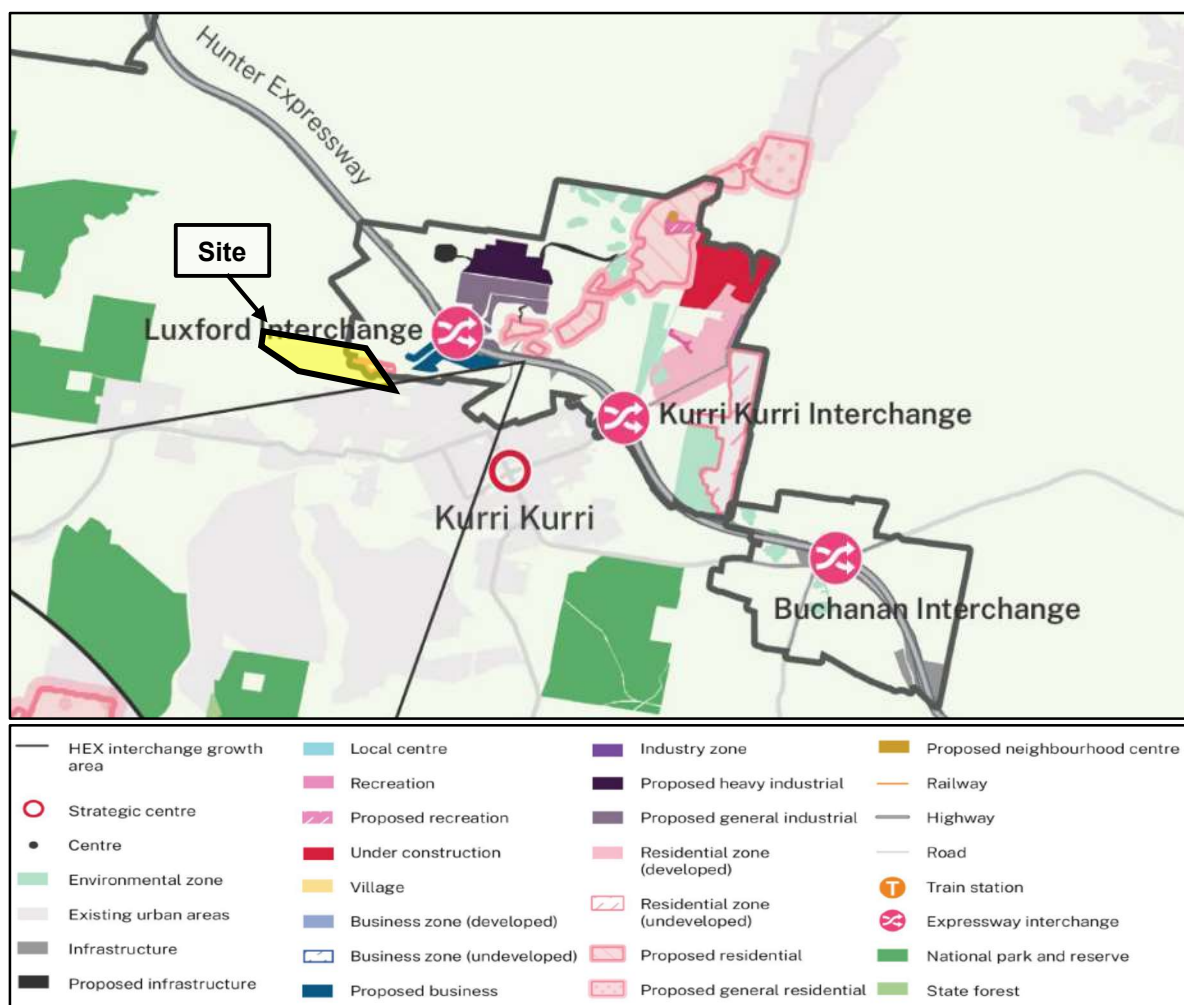 Hunter Expressway
Site
Luxford Interchange
Kurri Kurri Interchange
Kurri Kurri
Buchanan Interchange
HEX interchange growth
area
Strategic centre
Centre
Environmental zone
Existing urban areas
Infrastructure
Proposed infrastructure
Local centre
Recreation
Proposed recreation
Under construction
Village
Business zone (developed)
Business zone (undeveloped)
Proposed business
Industry zone
Proposed heavy industrial
Proposed general industrial
Residential zone
(developed)
Residential zone
(undeveloped)
Proposed residential
Proposed general residential
Proposed neighbourhood centre
Railway
Highway
Road
T
Train station
Expressway interchange
National park and reserve
State forest